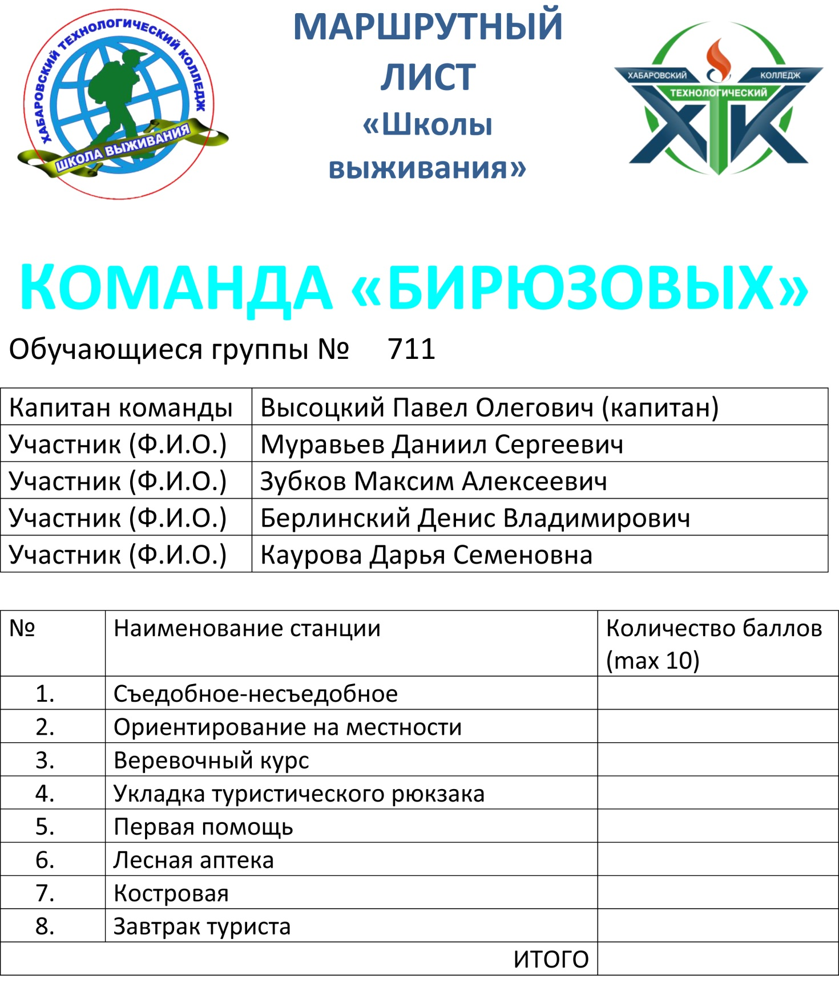 ХАБАРОВСКИЙ ТЕХНОЛОГИЧЕСКИЙ КОЛЛЕДЖ
ШКОЛА ВЫЖИВАНИЯ
МАРШРУТНЫЙ
ЛИСТ
«Школы
выживания»
ХАБАРОВСКИЙ КОЛЛЕДЖ
ТЕХНОЛОГИЧЕСКИЙ
ХТК
КОМАНДА «БИРЮЗОВЫХ»
Обучающиеся группы № 711
Капитан команды Высоцкий Павел Олегович (капитан)
Участник (Ф.И.О.) Муравьев Даниил Сергеевич
Участник (Ф.И.О.) Зубков Максим Алексеевич
Участник (Ф.И.О.) Берлинский Денис Владимирович
Участник (Ф.И.О.) Каурова Дарья Семеновна
№ Наименование станции Количество баллов
(max 10)
1. Съедобное-несъедобное
2. Ориентирование на местности
3. Веревочный курс
4. Укладка туристического рюкзака
5. Первая помощь
6. Лесная аптека
7. Костровая
8. Завтрак туриста
ИТОГО